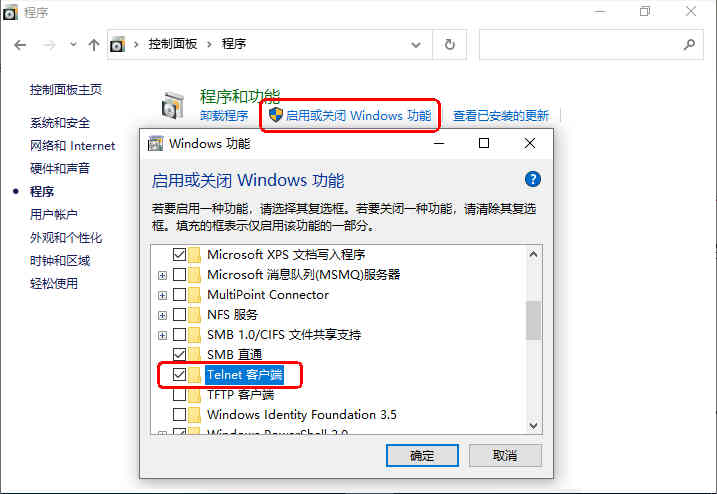 程序
控制面板 程序
控制面板主页
系统和安全
网络和 Internet
硬件和声音
程序
用户帐户
外观和个性化
时钟和区域
轻松使用
程序和功能
卸载程序 启用或关闭 Windows 功能 查看已安装的更新
Windows 功能
启用或关闭 Windows 功能
若要启用一种功能，请选择其复选框。若要关闭一种功能，请清除其复选
框。填充的框表示仅启用该功能的一部分。
Microsoft XPS 文档写入程序
Microsoft 消息队列(MSMQ)服务器
MultiPoint Connector
NFS 服务
SMB 1.0/CIFS 文件共享支持
SMB 直通
Telnet 客户端
TFTP 客户端
Windows Identity Foundation 3.5
Windows PowerShell 2.0
确定 取消